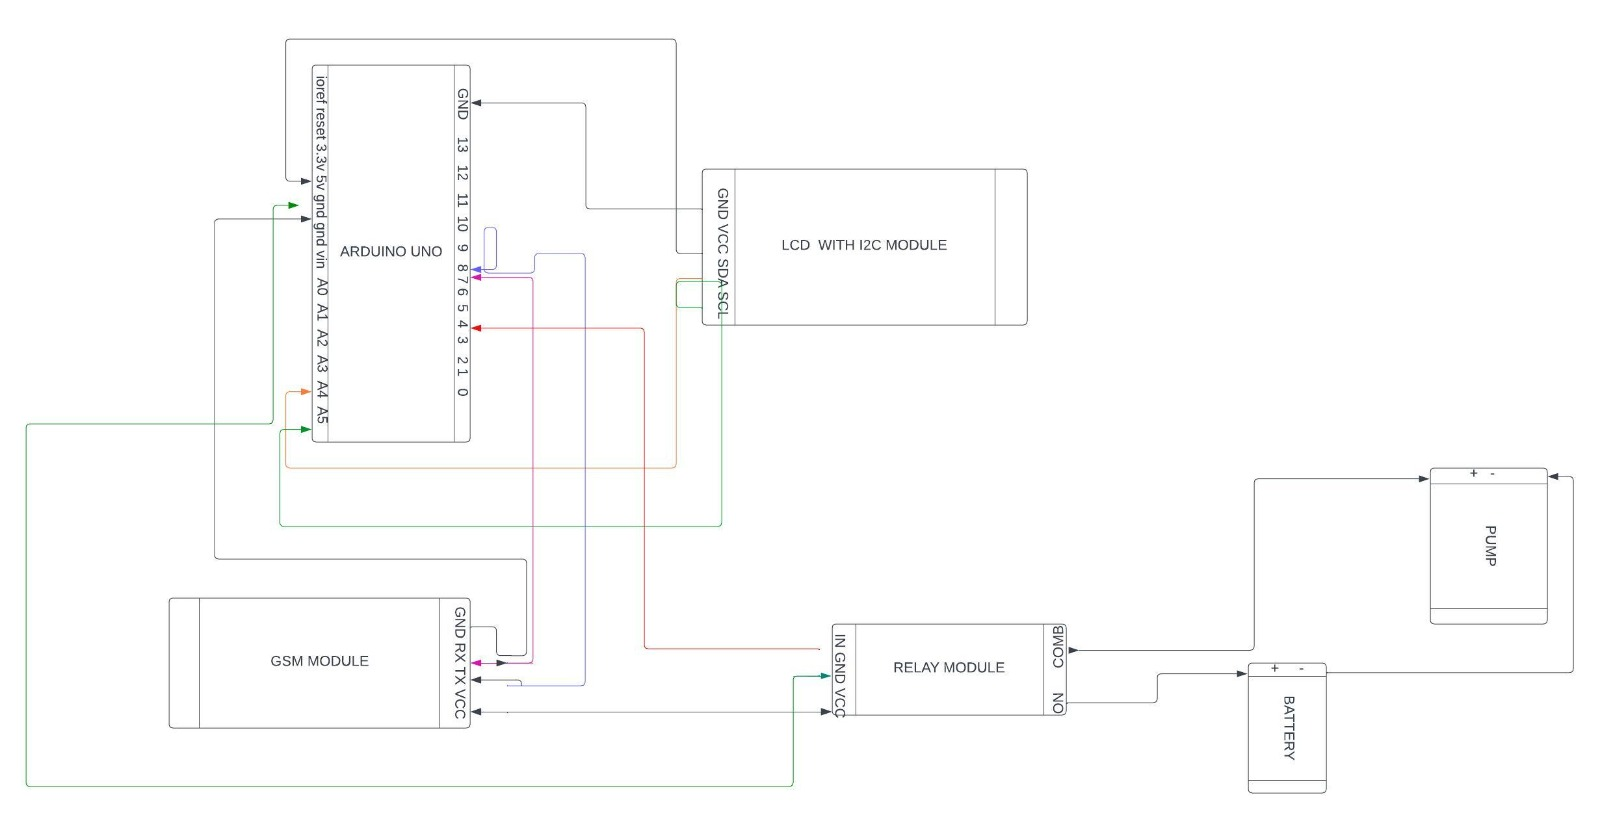 ioref reset 3.3v 5v gnd gnd vin A0 A1 A2 A3 A4 A5
ARDUINO UNO
GND 13 12 11 10 9 8 7 6 5 4 3 2 1 0
GND VCC SDA SCL
LCD WITH I2C MODULE
+ -
PUMP
GSM MODULE
GND RX TX VCC
IN GND VCC
RELAY MODULE
COMB
NO
+ -
BATTERY